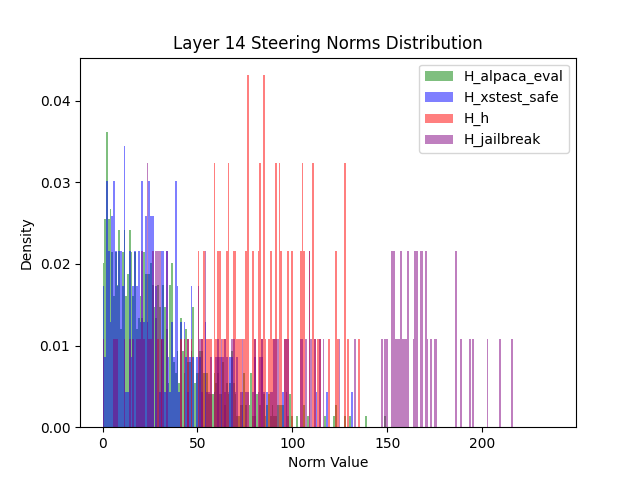 Layer 14 Steering Norms Distribution
H_alpaca_eval
H_xstest_safe
H_h
H_jailbreak
0.04
0.03
0.02
0.01
0.00
Density
0
50
100
150
200
Norm Value